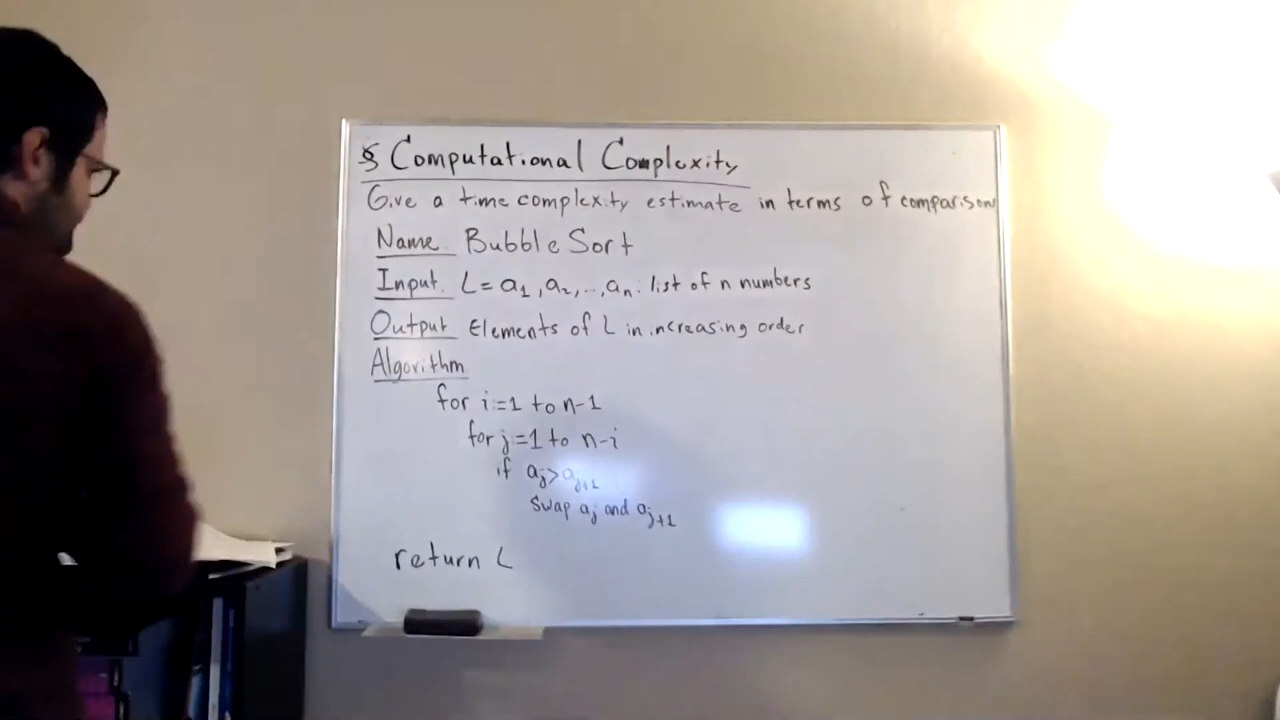 § Computational Complexity
Give a time complexity estimate in terms of comparisons
Name Bubble Sort
Input. L = a₁, a₂, ..., aₙ: list of n numbers
Output Elements of L in increasing order
Algorithm
for i=1 to n-1
for j=1 to n-i
if aⱼ > aⱼ₊₁
Swap aⱼ and aⱼ₊₁
return L